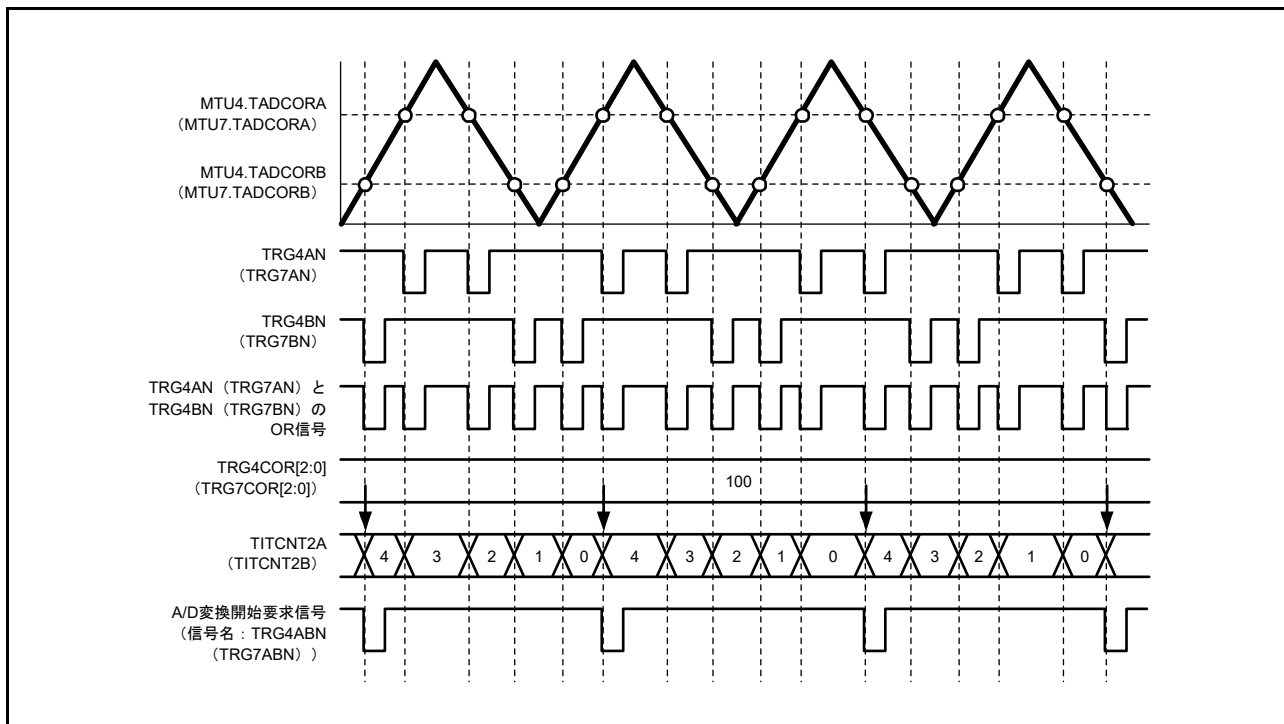 MTU4.TADCORA
（MTU7.TADCORA）
MTU4.TADCORB
（MTU7.TADCORB）
TRG4AN
（TRG7AN）
TRG4BN
（TRG7BN）
TRG4AN（TRG7AN）と
TRG4BN（TRG7BN）の
OR信号
TRG4COR[2:0]
（TRG7COR[2:0]）
100
TITCNT2A
（TITCNT2B）
4 3 2 1 0 4 3 2 1 0 4 3 2 1 0
A/D変換開始要求信号
（信号名：TRG4ABN
（TRG7ABN））